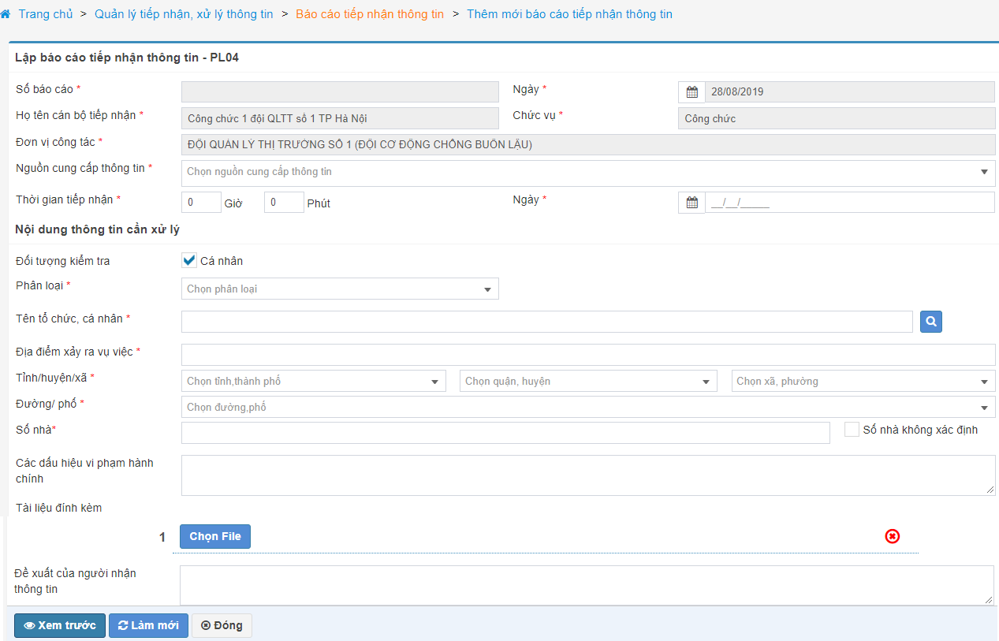 Trang chủ > Quản lý tiếp nhận, xử lý thông tin > Báo cáo tiếp nhận thông tin > Thêm mới báo cáo tiếp nhận thông tin
Lập báo cáo tiếp nhận thông tin - PL04
Số báo cáo * Ngày * 28/08/2019
Họ tên cán bộ tiếp nhận * Công chức 1 đội QLTT số 1 TP Hà Nội Chức vụ * Công chức
Đơn vị công tác * ĐỘI QUẢN LÝ THỊ TRƯỜNG SỐ 1 (ĐỘI CƠ ĐỘNG CHỐNG BUÔN LẬU)
Nguồn cung cấp thông tin * Chọn nguồn cung cấp thông tin
Thời gian tiếp nhận * 0 Giờ 0 Phút Ngày * __/__/_____
Nội dung thông tin cần xử lý
Đối tượng kiểm tra Cá nhân
Phân loại * Chọn phân loại
Tên tổ chức, cá nhân *
Địa điểm xảy ra vụ việc *
Tỉnh/huyện/xã * Chọn tỉnh,thành phố Chọn quận, huyện Chọn xã, phường
Đường/ phố * Chọn đường,phố
Số nhà* Số nhà không xác định
Các dấu hiệu vi phạm hành
chính
Tài liệu đính kèm
1 Chọn File
Đề xuất của người nhận
thông tin
Xem trước Làm mới Đóng